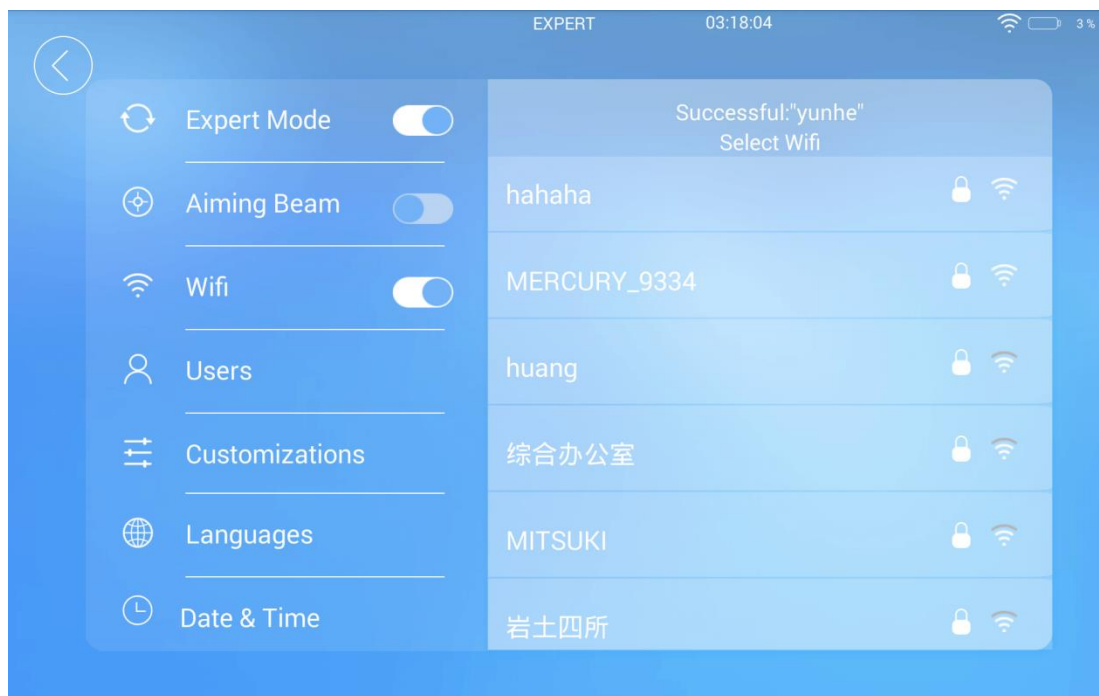 EXPERT 03:18:04 3%
Expert Mode
Aiming Beam
Wifi
Users
Customizations
Languages
Date & Time
Successful:"yunhe"
Select Wifi
hahaha
MERCURY_9334
huang
综合办公室
MITSUKI
岩土四所